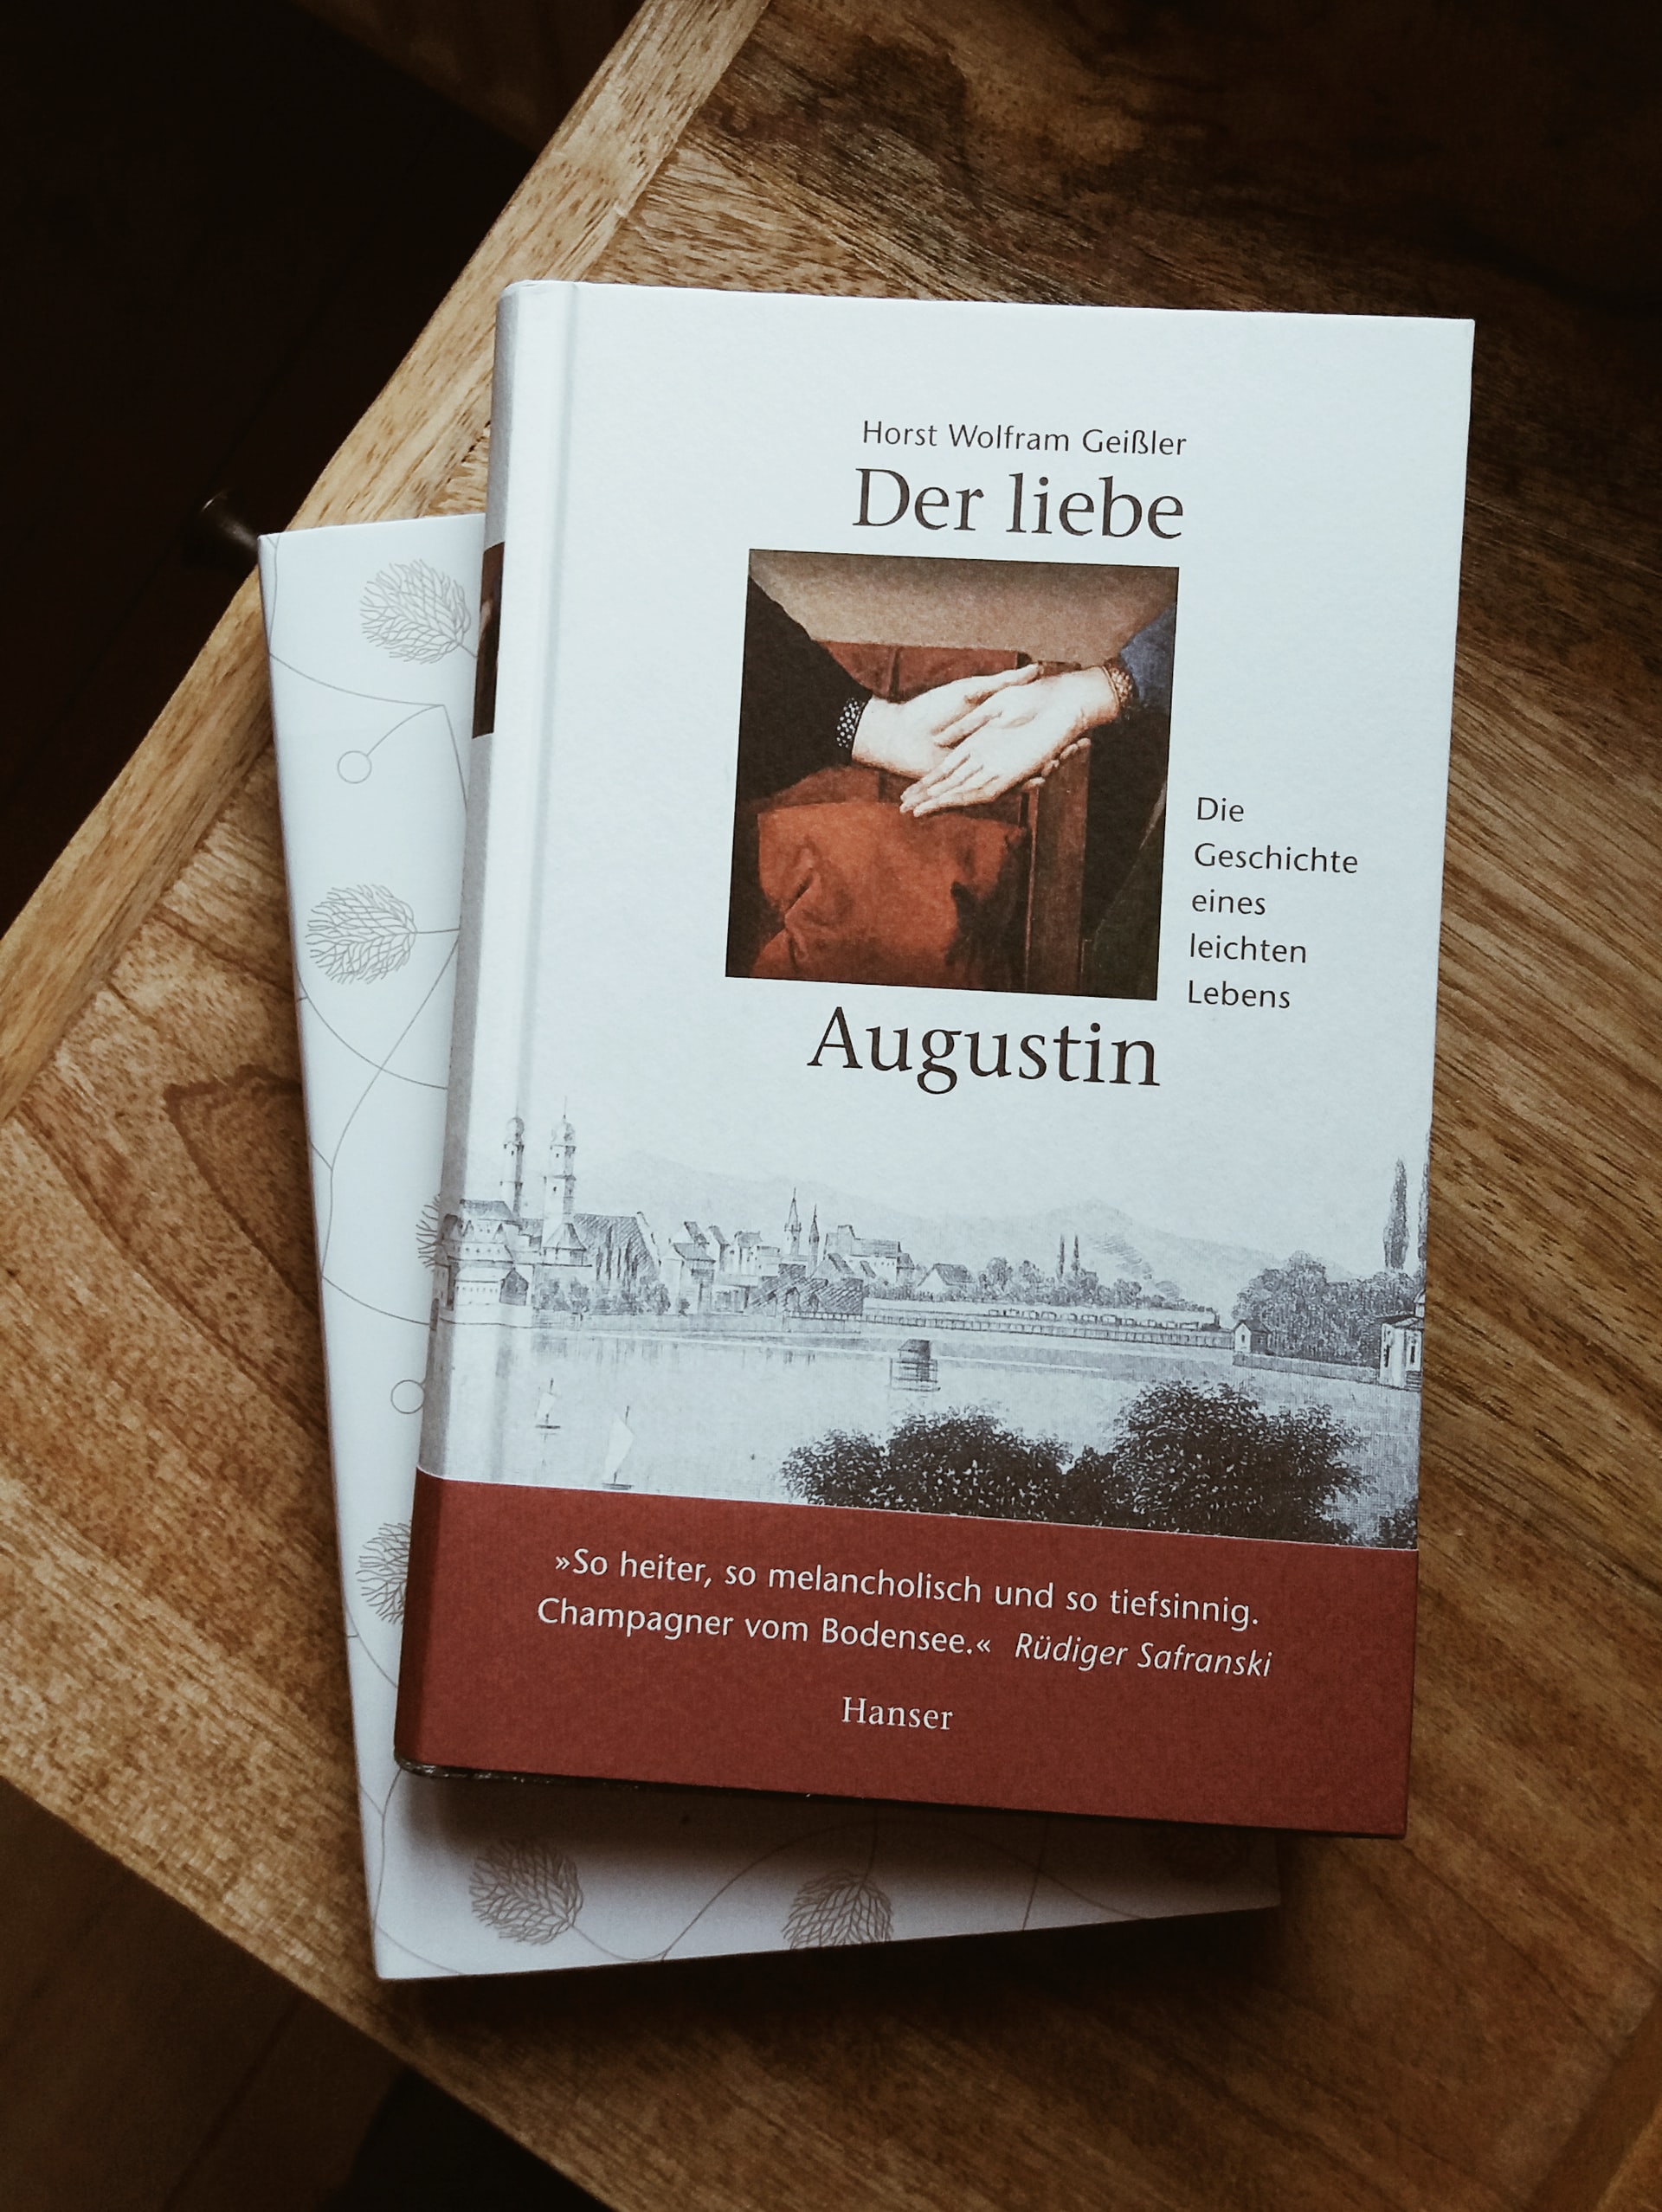 Horst Wolfram Geißler
Der liebe
Die
Geschichte
eines
leichten
Lebens
Augustin
»So heiter, so melancholisch und so tiefsinnig.
Champagner vom Bodensee.« Rüdiger Safranski
Hanser